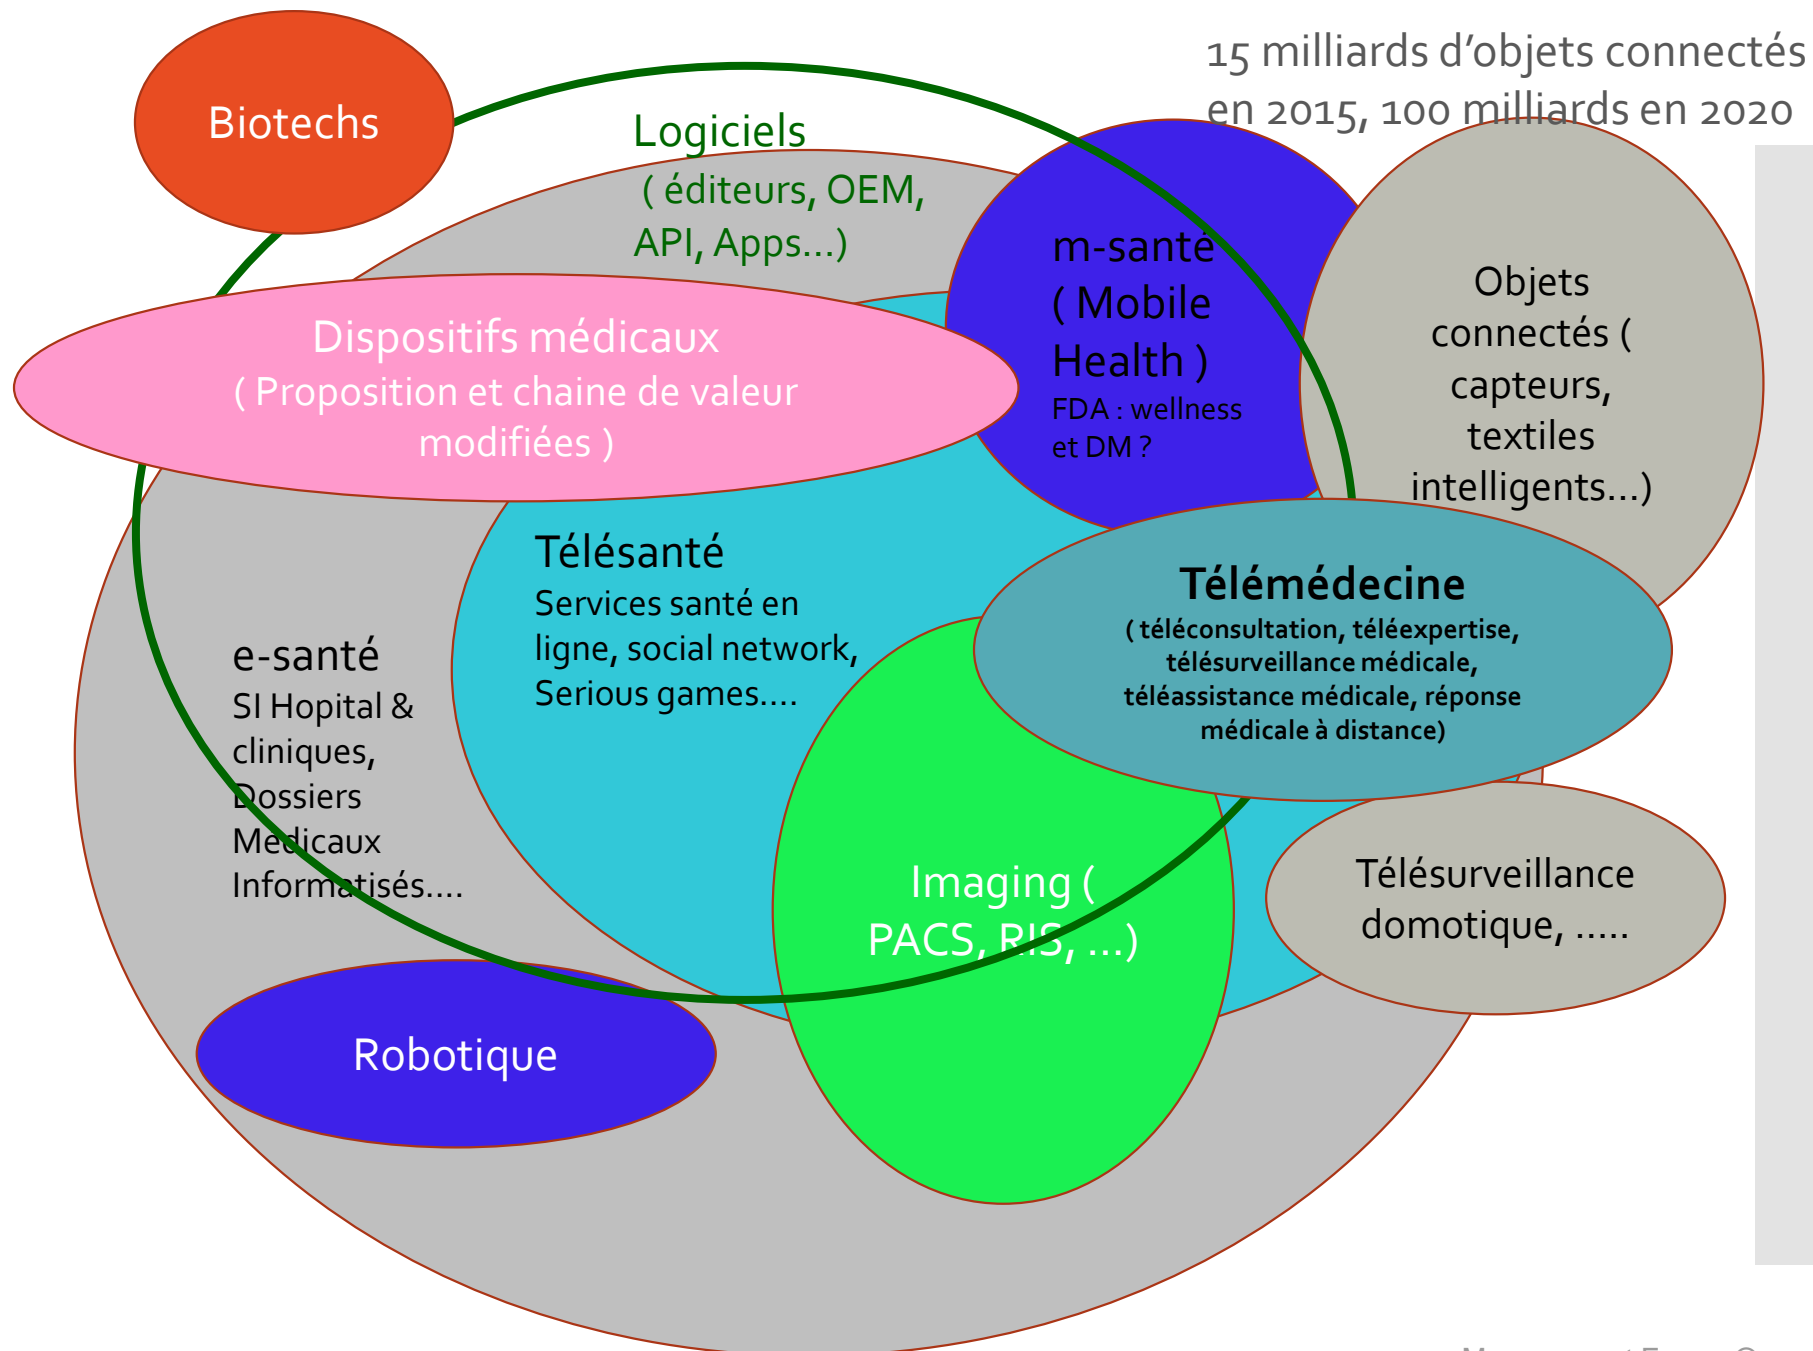 15 milliards d’objets connectés
en 2015, 100 milliards en 2020
Biotechs
Logiciels
( éditeurs, OEM,
API, Apps…)
m-santé
( Mobile
Health )
FDA : wellness
et DM ?
Objets
connectés (
capteurs,
textiles
intelligents…)
Dispositifs médicaux
( Proposition et chaine de valeur
modifiées )
Télésanté
Services santé en
ligne, social network,
Serious games….
Télémédecine
( téléconsultation, téléexpertise,
télésurveillance médicale,
téléassistance médicale, réponse
médicale à distance)
e-santé
SI Hopital &
cliniques,
Dossiers
Medicaux
Informatisés….
Imaging (
PACS, RIS, …)
Télésurveillance
domotique, …..
Robotique